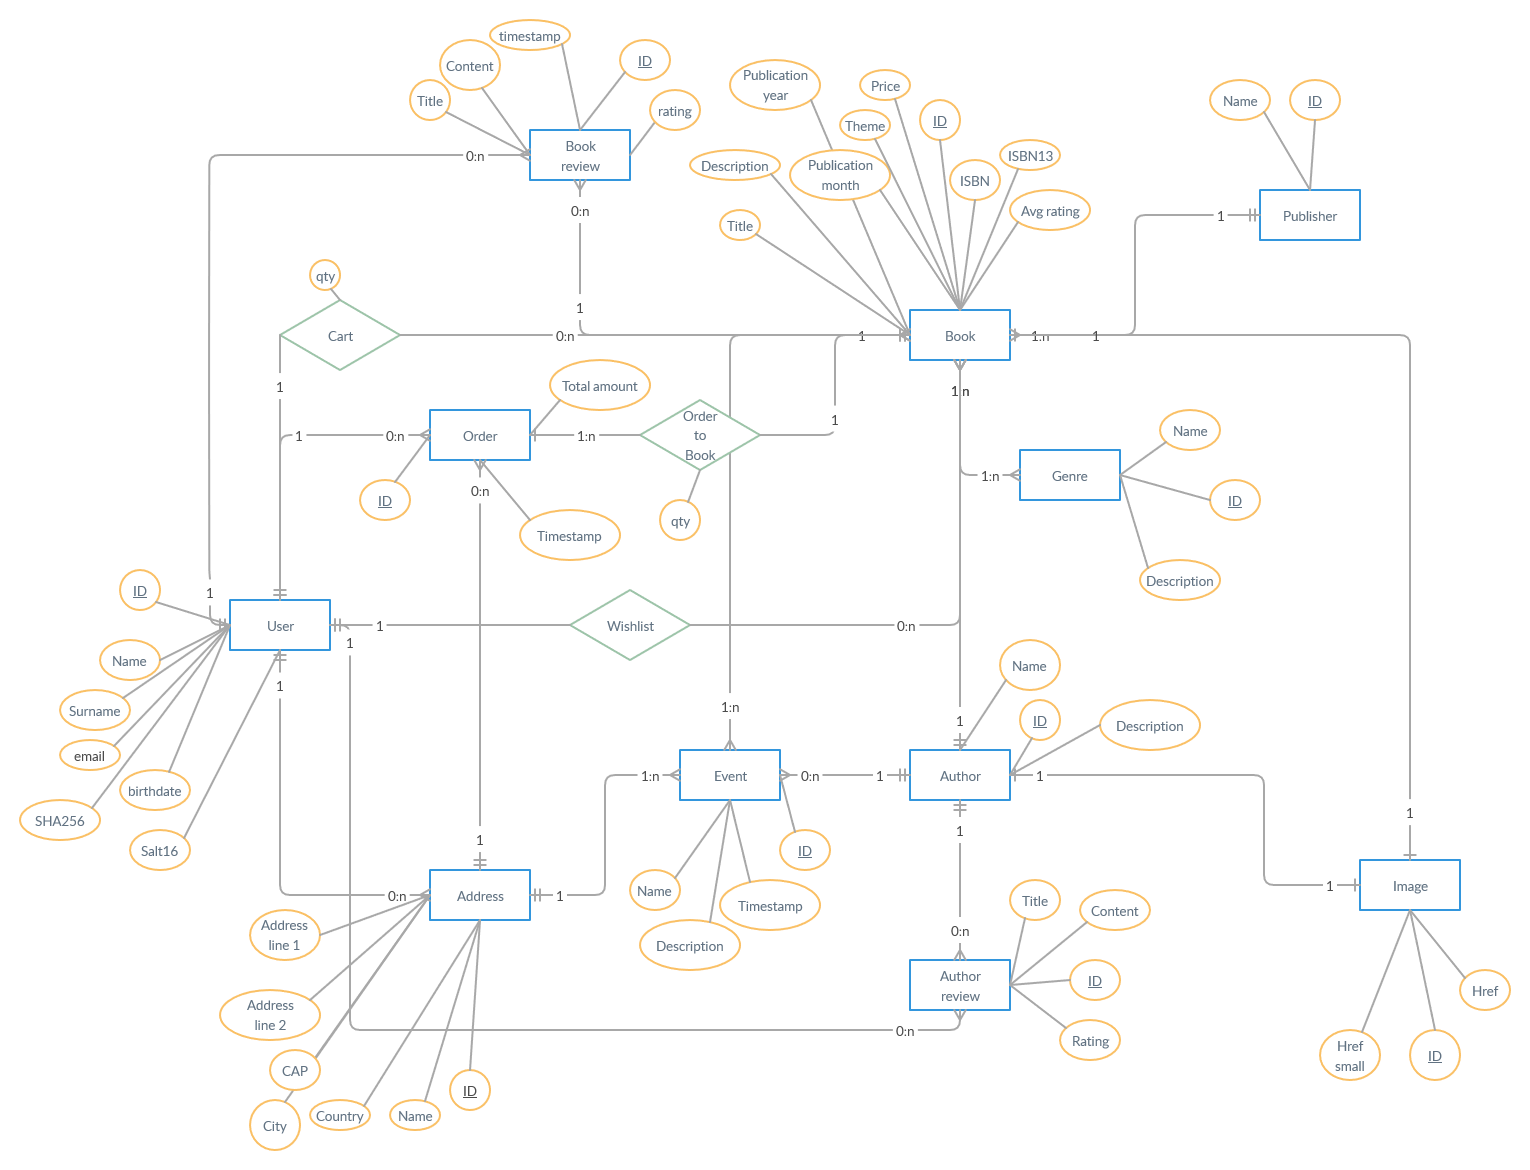 timestamp
Content
ID
Title
rating
Book
review
0:n
0:n
1
Publication
year
Price
Theme
ID
ISBN13
Description
Publication
month
ISBN
Avg rating
Title
Name
ID
Publisher
1
qty
Cart
0:n
1
Book
1:n
1
1
1:n
Total amount
Order
to
Book
1
1
0:n
Order
1:n
ID
0:n
Timestamp
qty
Name
Genre
1:n
ID
Description
ID
1
User
1
Wishlist
0:n
1
Name
Surname
email
birthdate
SHA256
Salt16
1
Name
ID
Description
1
1:n
1:n
Event
0:n
1
Author
1
Name
Timestamp
Description
ID
1
1
Image
1
1
0:n
Address
1
Address
line 1
Address
line 2
CAP
City
Country
Name
ID
0:n
Title
Content
Author
review
ID
Rating
0:n
Href
Href
small
ID